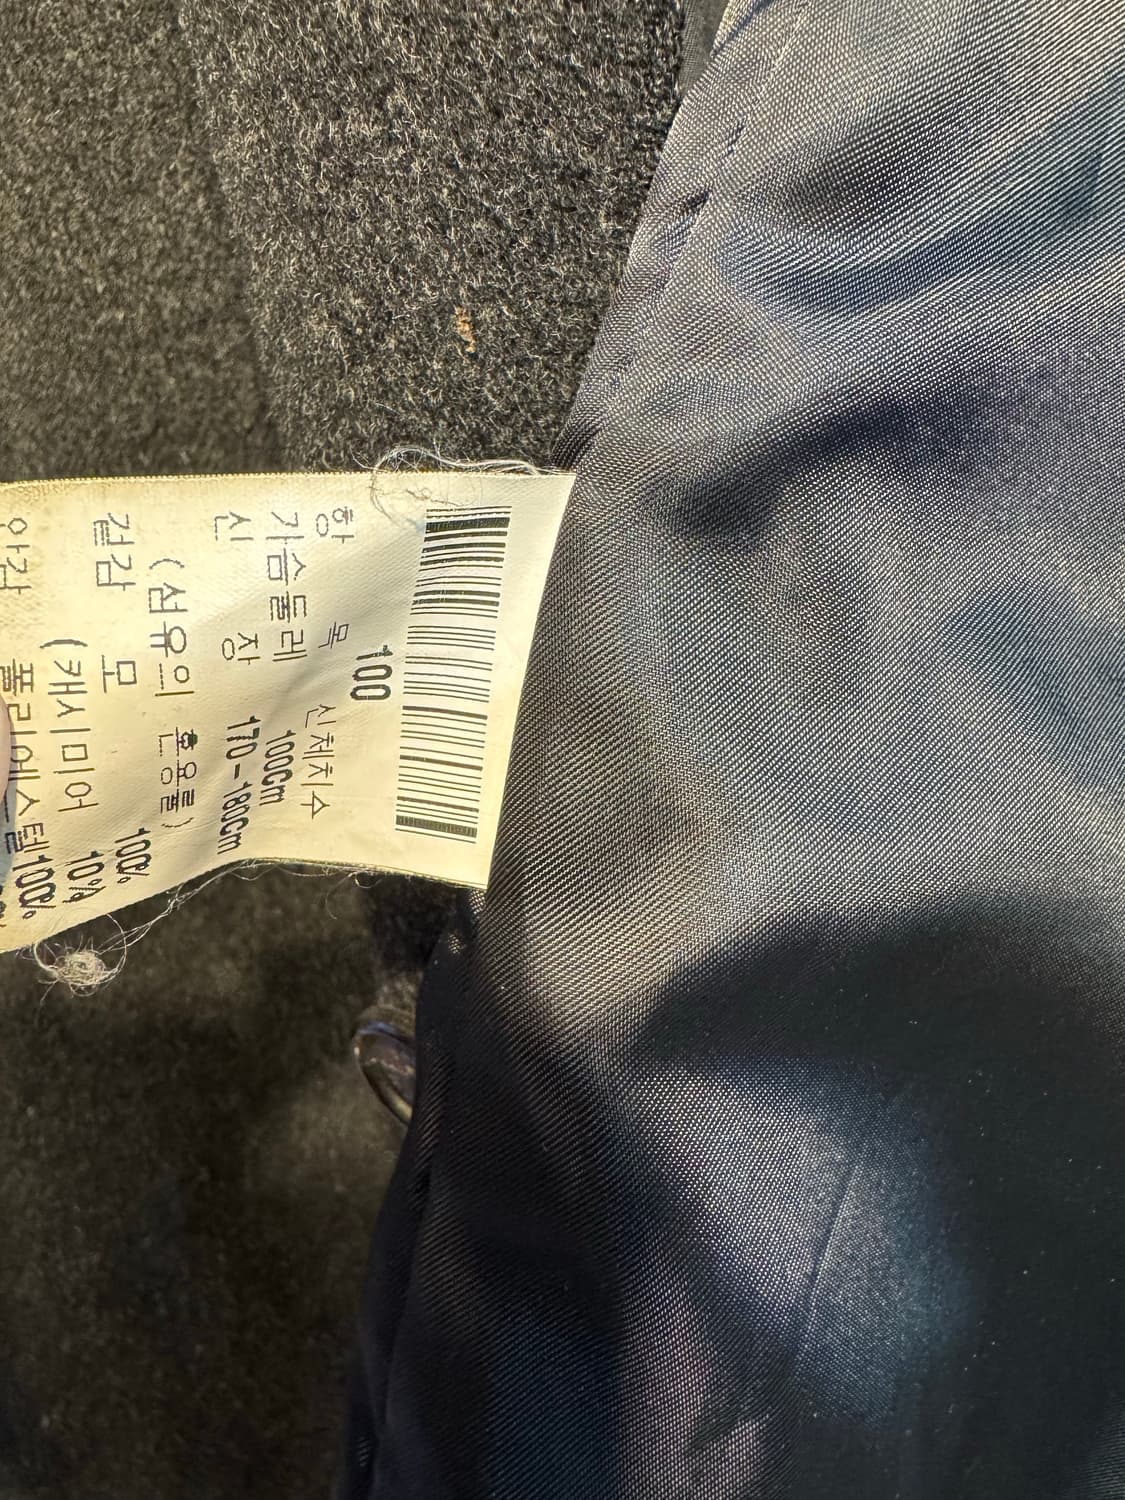 100
항 목 신체치수
가슴둘레 100cm
신 장 170-180cm
(섬유의 혼용률)
겉감 모 100%
(캐시미어 10%
안감 폴리에스텔100%